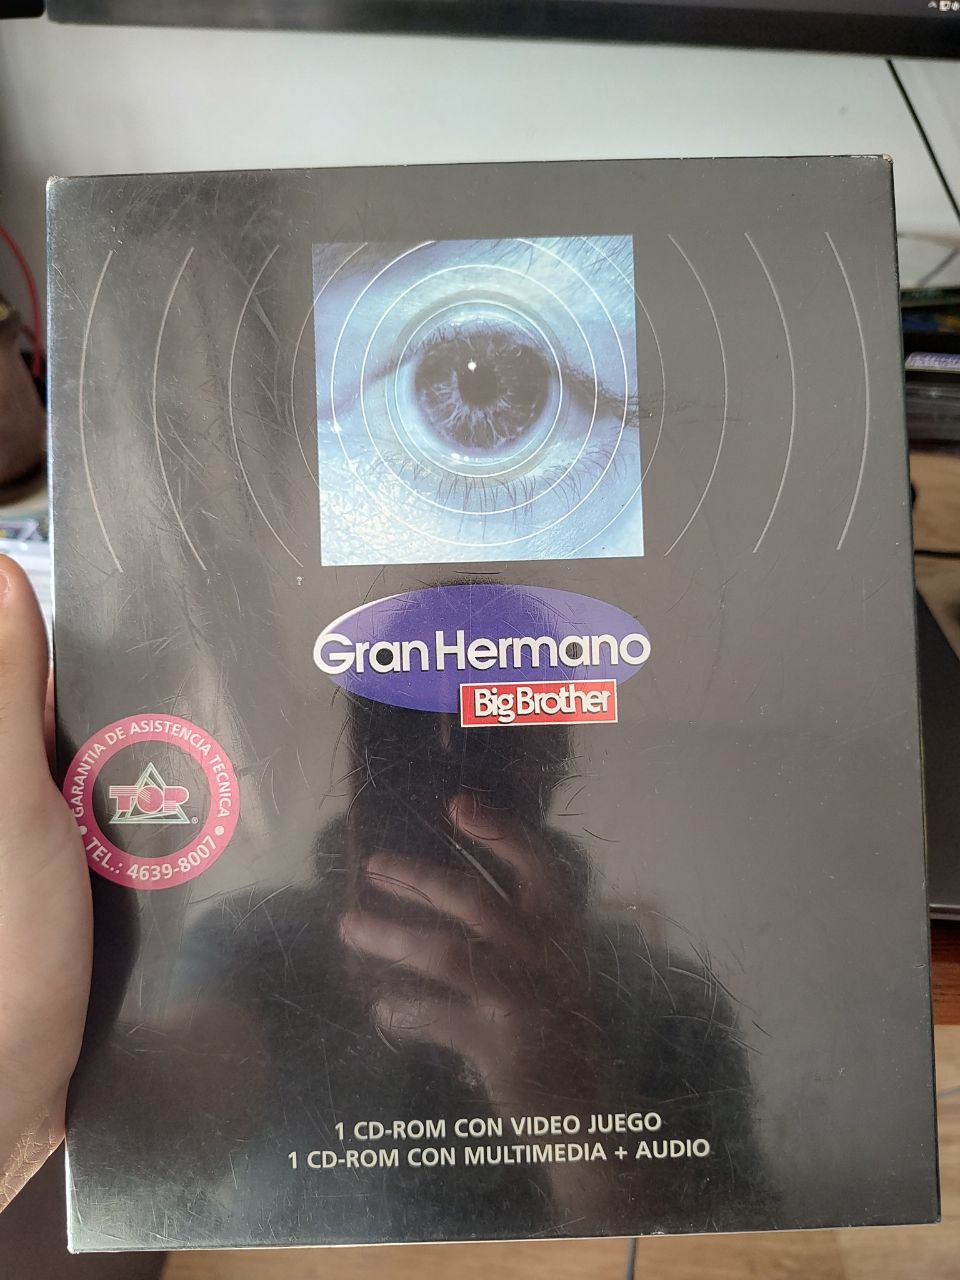 Gran Hermano
Big Brother
GARANTIA DE ASISTENCIA TECNICA
TOP®
• TEL.: 4639-8007 •
1 CD-ROM CON VIDEO JUEGO
1 CD-ROM CON MULTIMEDIA + AUDIO